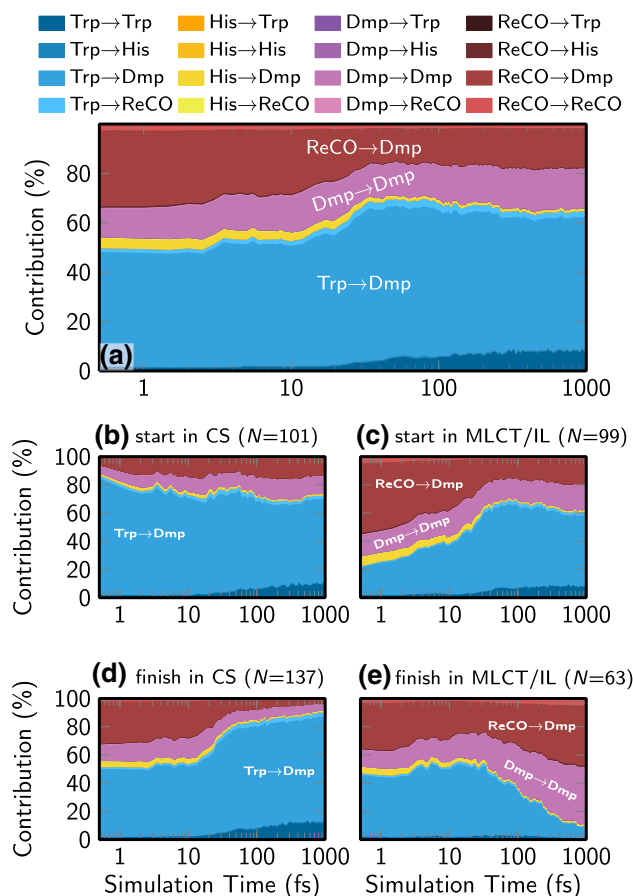 Trp→Trp His→Trp Dmp→Trp ReCO→Trp
Trp→His His→His Dmp→His ReCO→His
Trp→Dmp His→Dmp Dmp→Dmp ReCO→Dmp
Trp→ReCO His→ReCO Dmp→ReCO ReCO→ReCO
Contribution (%)
80
60
40
20
0
ReCO→Dmp
Dmp→Dmp
Trp→Dmp
(a)
1 10 100 1000
(b) start in CS (N=101)
(c) start in MLCT/IL (N=99)
Contribution (%)
100
80
60
40
20
0
Trp→Dmp
ReCO→Dmp
Dmp→Dmp
1 10 100 1000
1 10 100 1000
(d) finish in CS (N=137)
(e) finish in MLCT/IL (N=63)
Contribution (%)
100
80
60
40
20
0
Trp→Dmp
ReCO→Dmp
Dmp→Dmp
1 10 100 1000
1 10 100 1000
Simulation Time (fs)
Simulation Time (fs)